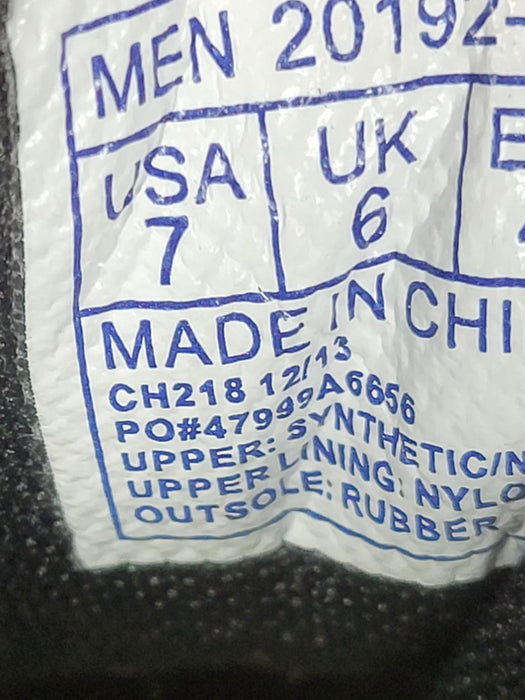 MEN 20192-
USA UK E
7 6
MADE IN CHI
CH218 12/13
PO#47999A6656
UPPER: SYNTHETIC/N
UPPER LINING: NYLO
OUTSOLE: RUBBER